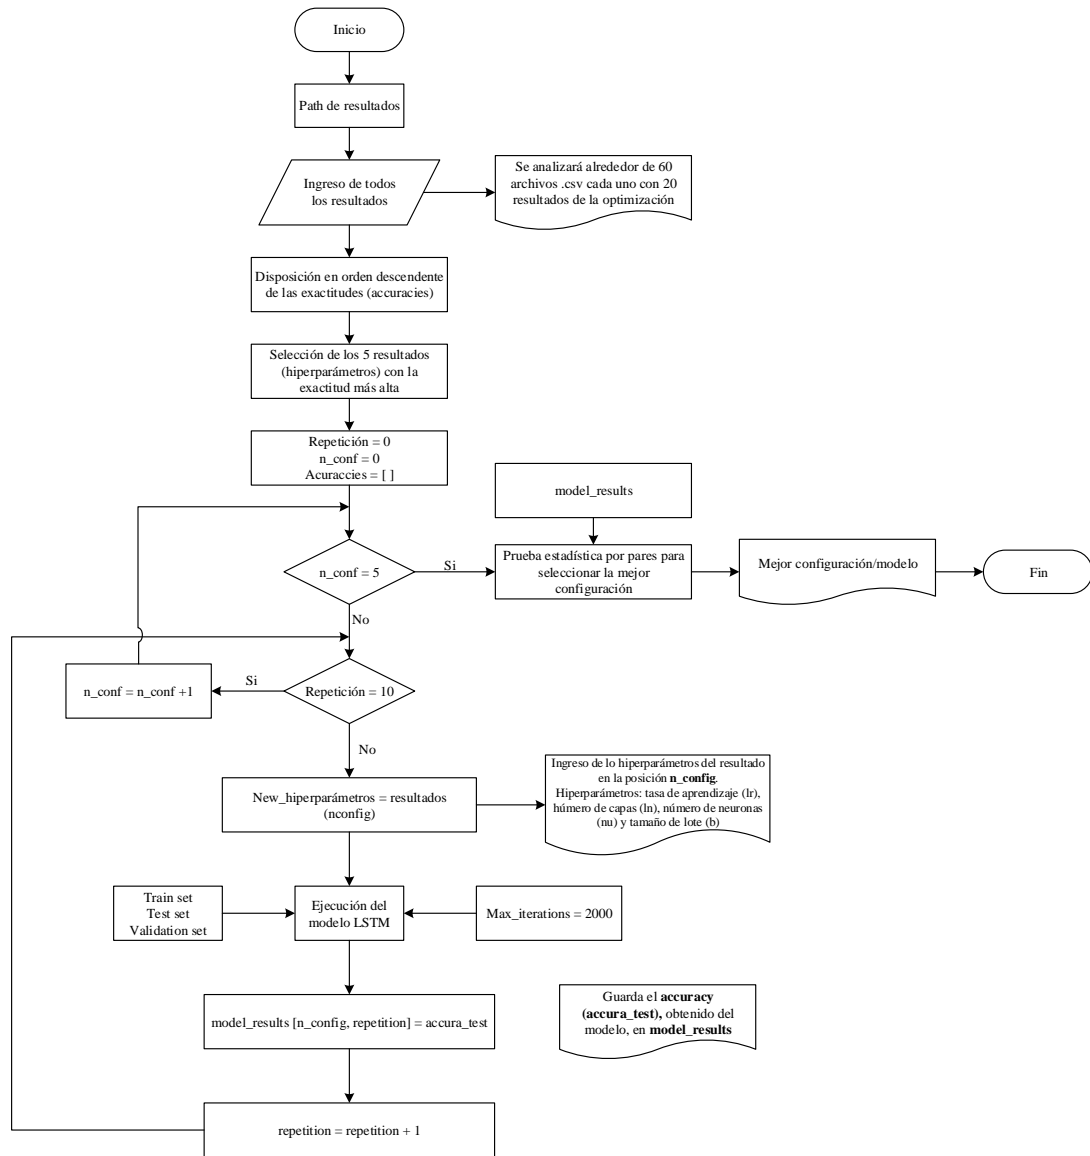 Inicio
Path de resultados
Ingreso de todos
los resultados
Se analizará alrededor de 60
archivos .csv cada uno con 20
resultados de la optimización
Disposición en orden descendente
de las exactitudes (accuracies)
Selección de los 5 resultados
(hiperparámetros) con la
exactitud más alta
Repetición = 0
n_conf = 0
Acuraccies = [ ]
model_results
n_conf = 5
Si
Prueba estadística por pares para
seleccionar la mejor
configuración
Mejor configuración/modelo
Fin
No
n_conf = n_conf +1
Si
Repetición = 10
No
New_hiperparámetros = resultados
(nconfig)
Ingreso de lo hiperparámetros del resultado
en la posición n_config.
Hiperparámetros: tasa de aprendizaje (lr),
húmero de capas (ln), número de neuronas
(nu) y tamaño de lote (b)
Train set
Test set
Validation set
Ejecución del
modelo LSTM
Max_iterations = 2000
model_results [n_config, repetition] = accura_test
Guarda el accuracy
(accura_test), obtenido del
modelo, en model_results
repetition = repetition + 1